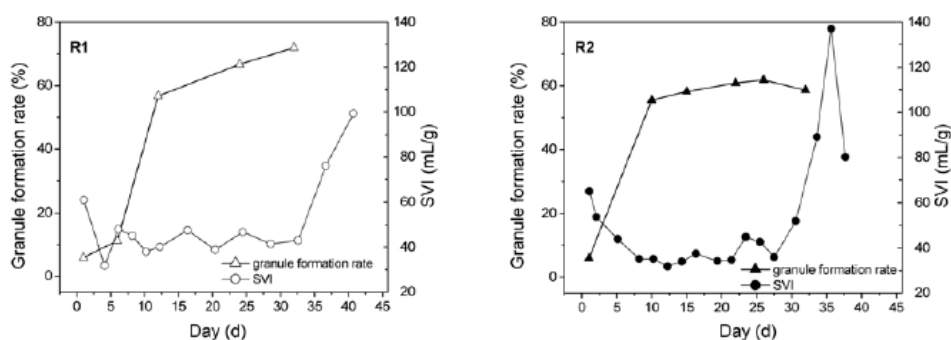 R1
Granule formation rate (%)
80
60
40
20
0
140
120
100
80
60
40
20
SVI (mL/g)
granule formation rate
SVI
0 5 10 15 20 25 30 35 40 45
Day (d)
R2
Granule formation rate (%)
80
60
40
20
0
140
120
100
80
60
40
20
SVI (mL/g)
granule formation rate
SVI
0 5 10 15 20 25 30 35 40 45
Day (d)